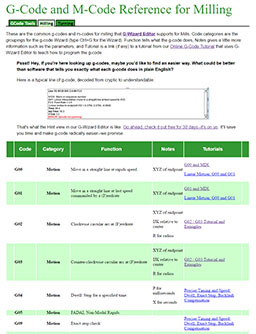 G-Code and M-Code Reference for Milling
G-Code Tools Milling Turning
These are the common g-codes and m-codes for milling that G-Wizard Editor supports for Mills. Code categories are the
groupings for the g-code Wizard (type Ctrl+G for the Wizard). Function tells what the g-code does. Notes gives a little more
information such as the parameters, and Tutorial is a link (if any) to a tutorial from our Online G-Code Tutorial that uses G-
Wizard Editor to teach how to program the g-code.
Pssst! Hey, if you're here looking up g-codes, maybe you'd like to find an easier way. What could be better
than software that tells you exactly what each g-code does in plain English?
Here is a typical line of g-code, decoded from cryptic to understandable:
That's what the Hint view in our G-Wizard Editor is like. Go ahead, check it out free for 30 days--it's on us. It'll save
you time and make g-code radically easier--we promise.
Code Category Function Notes Tutorials
G00 Motion Move in a straight line at rapids speed. XYZ of endpoint
G00 and MDI
Linear Motion: G00 and G01
G01 Motion Move in a straight line at last speed
commanded by a (F)eedrate
XYZ of endpoint
G00 and MDI
Linear Motion: G00 and G01
G02 Motion Clockwise circular arc at (F)eedrate
XYZ of endpoint
IJK relative to
center
R for radius
G02 / G03 Tutorial and
Examples
G03 Motion Counter-clockwise circular arc at (F)eedrate
XYZ of endpoint
IJK relative to
center
R for radius
G02 / G03 Tutorial and
Examples
G04 Motion Dwell: Stop for a specified time.
P for
milliseconds
X for seconds
Precise Timing and Speed:
Dwell, Exact Stop, Backlash
Compensation
G05 Motion FADAL Non-Modal Rapids
G09 Motion Exact stop check
Precise Timing and Speed:
Dwell, Exact Stop, Backlash